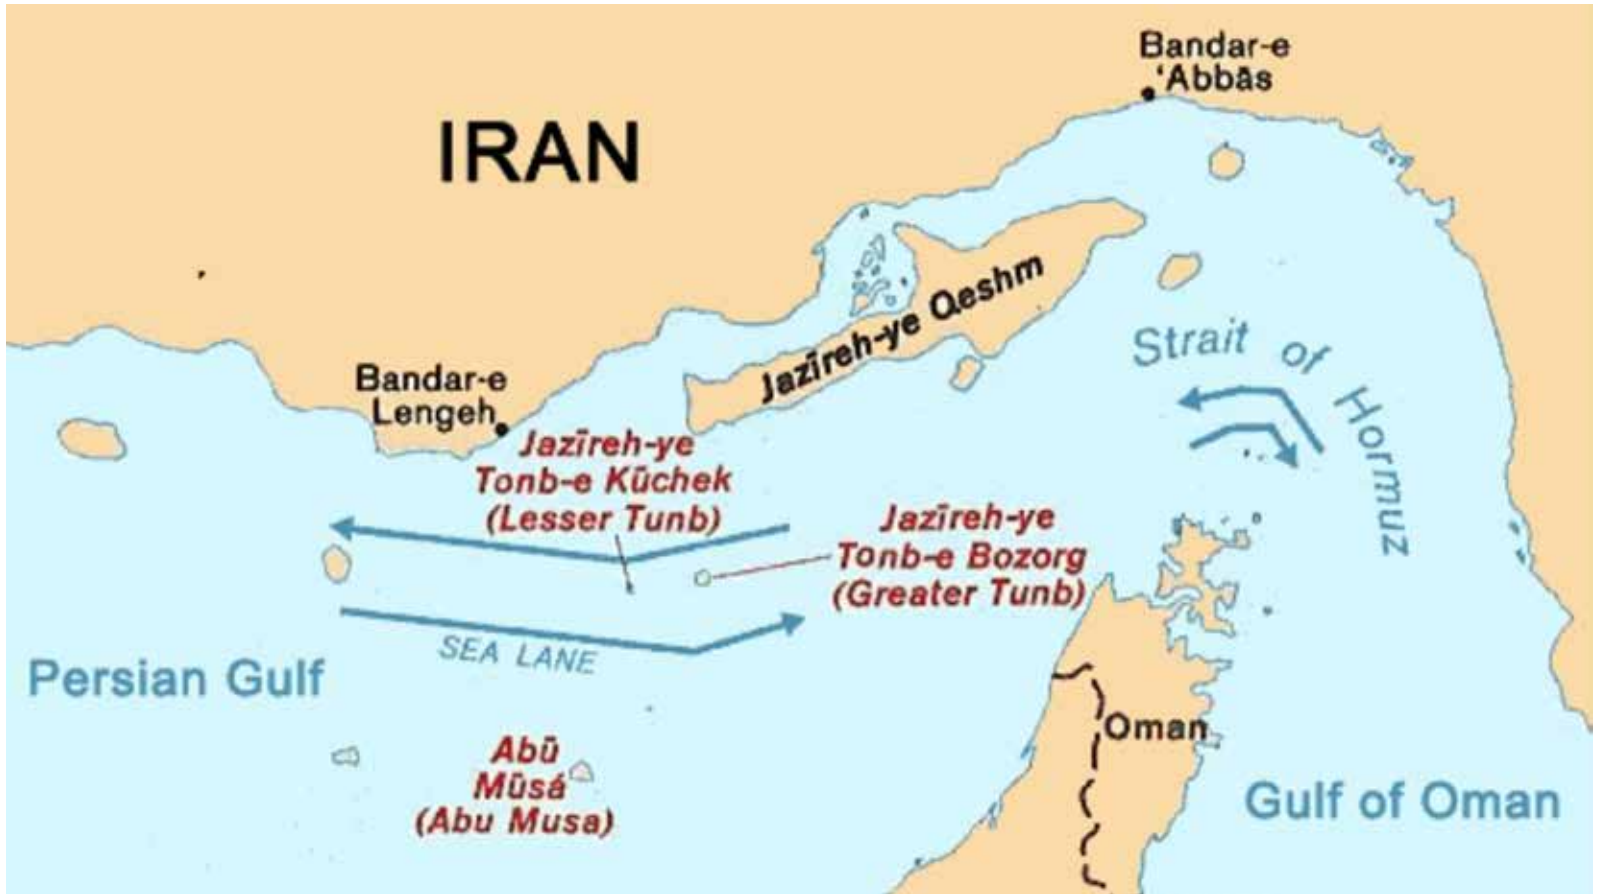 Bandar-e
'Abbās
IRAN
Jazīreh-ye Qeshm
Strait of Hormuz
Bandar-e
Lengeh
Jazīreh-ye
Tonb-e Kūchek
(Lesser Tunb)
Jazīreh-ye
Tonb-e Bozorg
(Greater Tunb)
SEA LANE
Persian Gulf
Oman
Abū
Mūsá
(Abu Musa)
Gulf of Oman